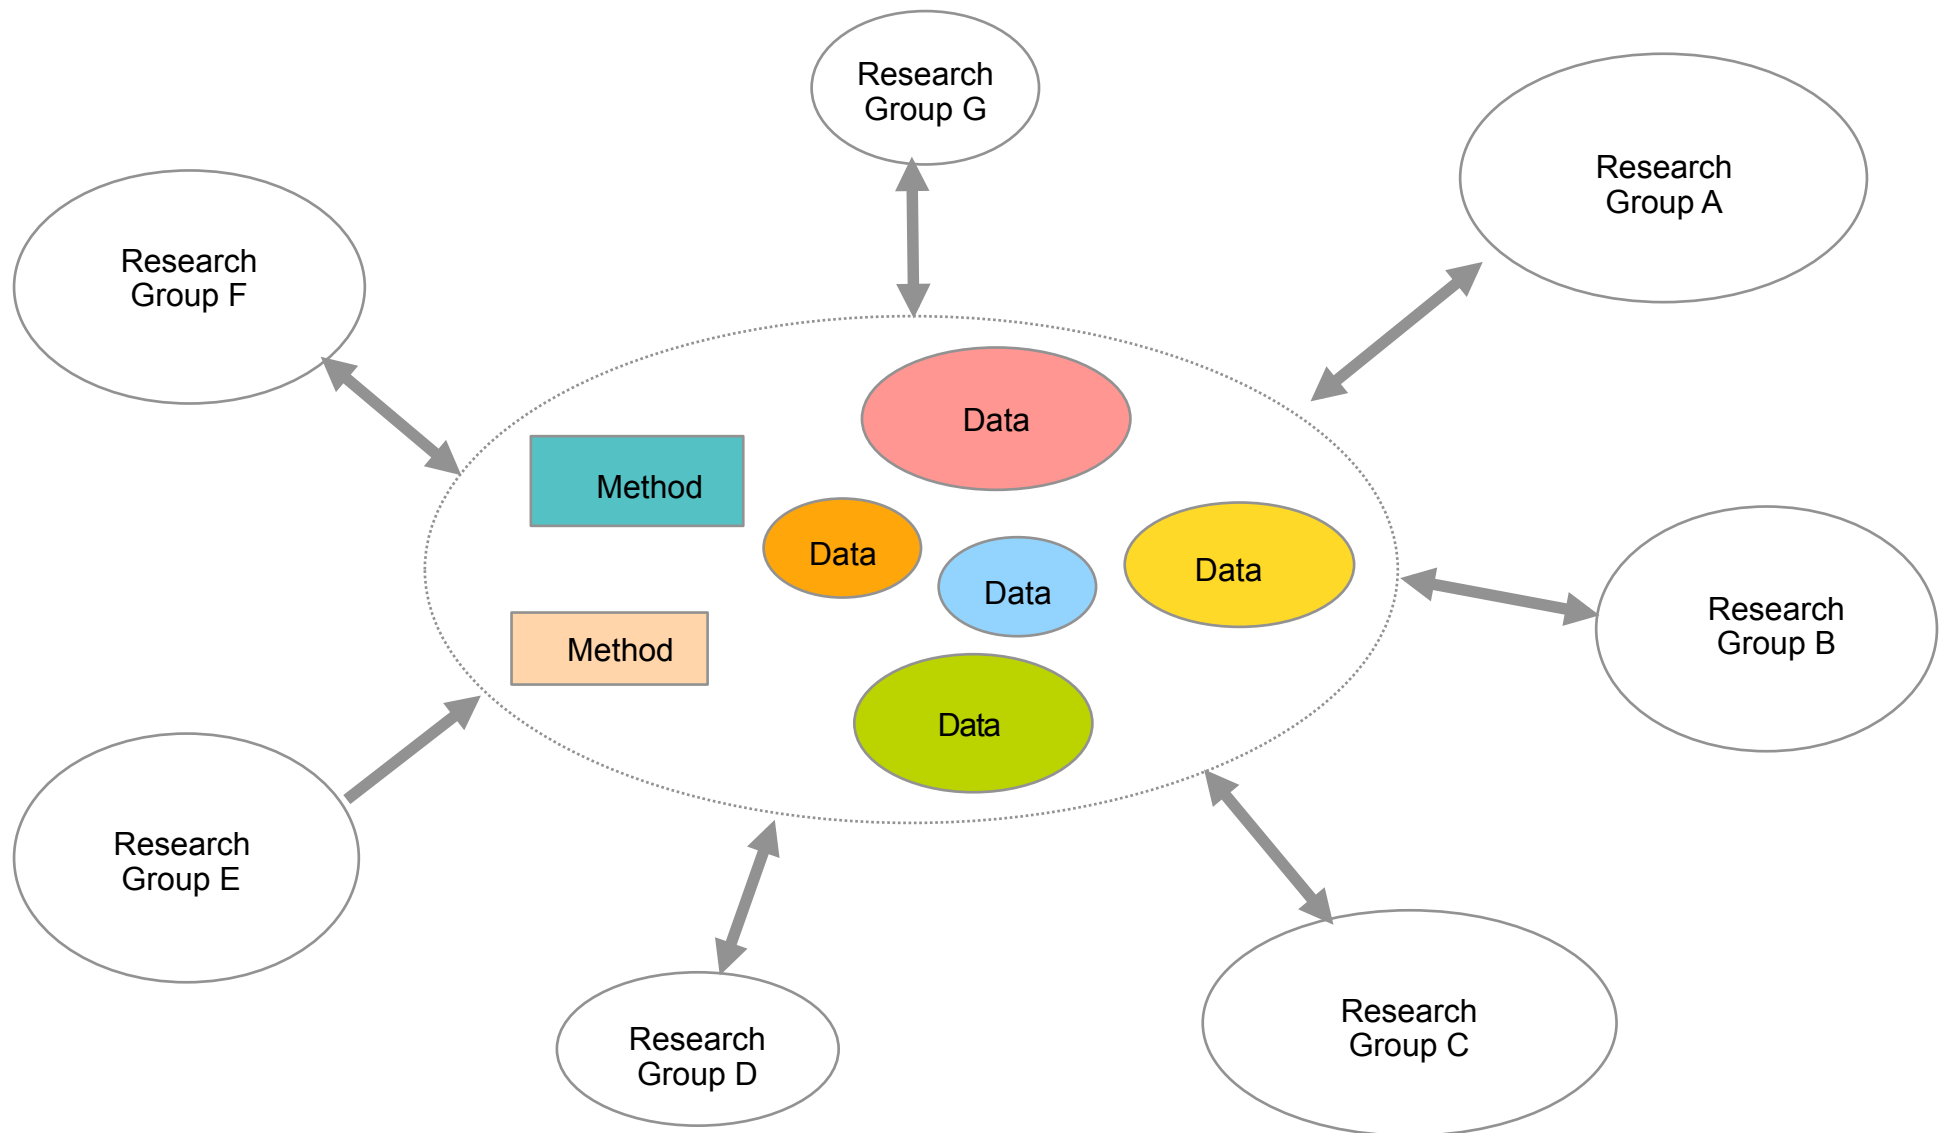 Research
Group G
Research
Group A
Research
Group F
Data
Method
Data
Data
Data
Research
Group B
Method
Data
Research
Group E
Research
Group C
Research
Group D